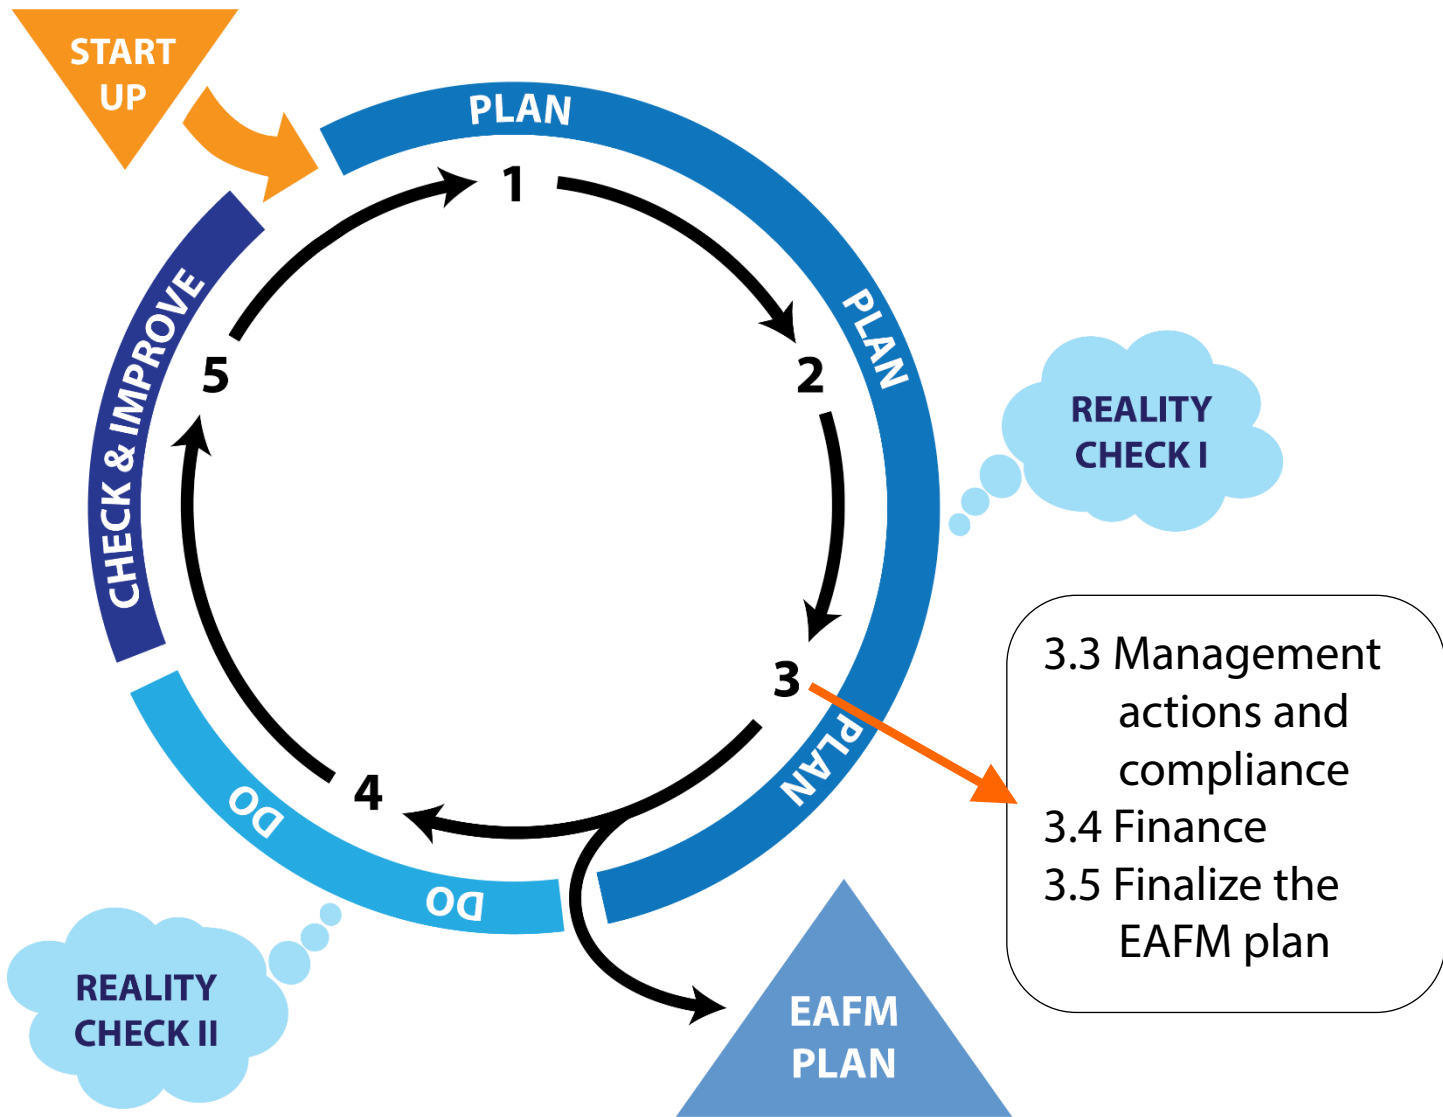 START
UP
PLAN
1
PLAN
2
REALITY
CHECK I
3
PLAN
3.3 Management
actions and
compliance
3.4 Finance
3.5 Finalize the
EAFM plan
EAFM
PLAN
4
DO
DO
REALITY
CHECK II
5
CHECK & IMPROVE